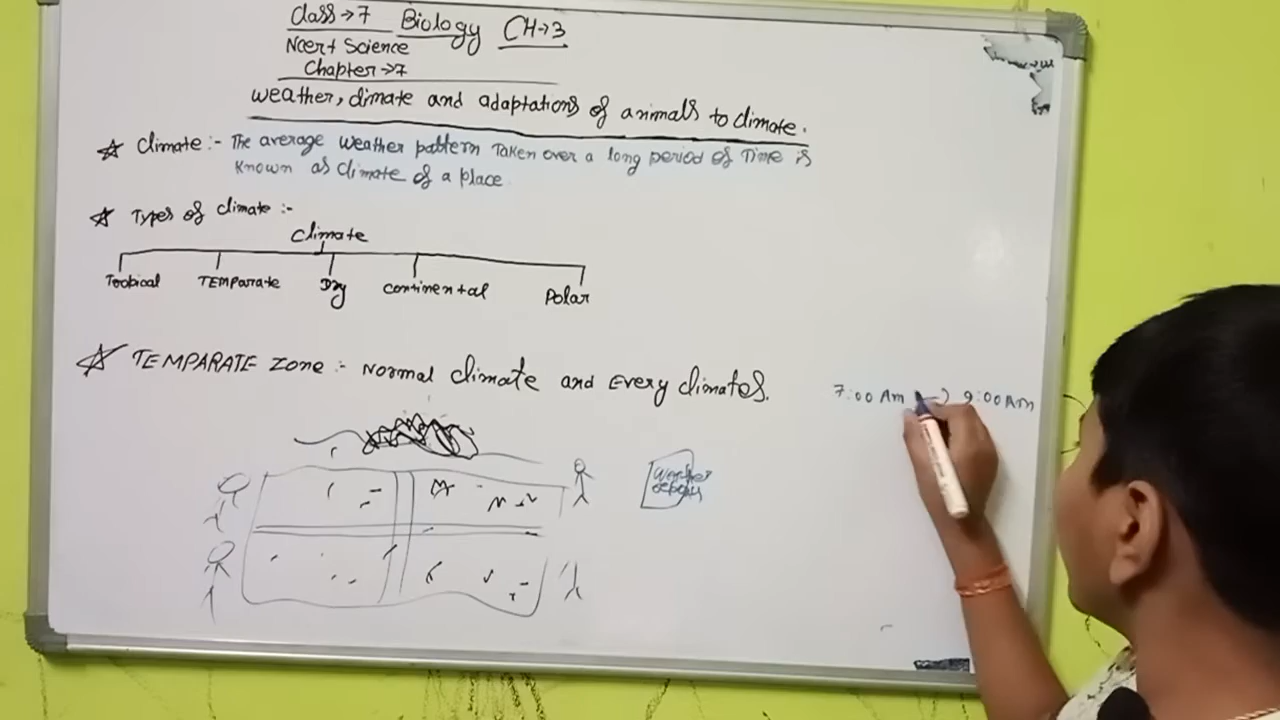 Class→7 Biology CH→3
Ncert Science
Chapter→7
weather, climate and adaptations of animals to climate.
☆ Climate :- The average weather pattern Taken over a long period of Time is
known as climate of a place.
☆ Types of climate :-
Climate
Tropical TEMParate Dry continental Polar
☆ TEMPARATE Zone :- Normal climate and Every climates.
7:00 Am → 9:00 Am
Weather